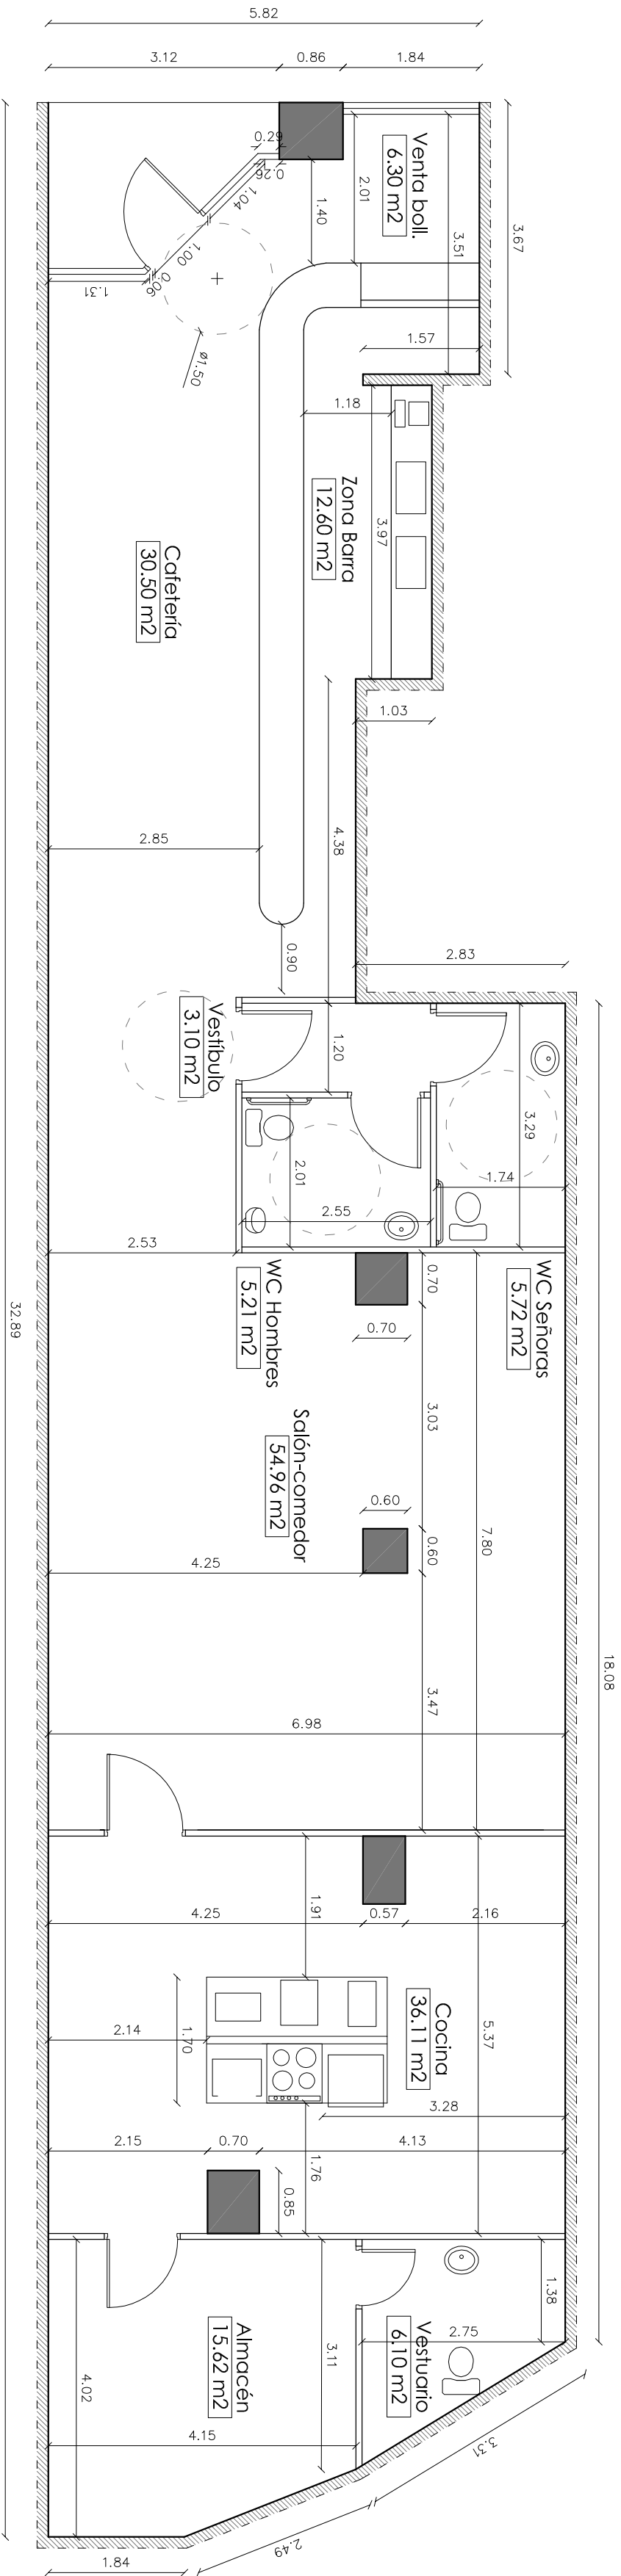 5.82
3.12
0.86
1.84
0.29
0.26
1.04
1.40
2.01
Venta boll.
6.30 m2
3.51
3.67
1.00
0.06
1.31
ø1.50
1.57
1.18
Zona Barra
12.60 m2
3.97
Cafetería
30.50 m2
1.03
2.85
4.38
0.90
2.83
Vestíbulo
3.10 m2
1.20
3.29
1.74
2.01
2.55
2.53
32.89
WC Hombres
5.21 m2
0.70
0.70
WC Señoras
5.72 m2
3.03
Salón-comedor
54.96 m2
0.60
0.60
7.80
4.25
3.47
18.08
6.98
1.91
4.25
0.57
2.16
Cocina
36.11 m2
5.37
2.14
1.70
3.28
2.15
0.70
4.13
1.76
0.85
1.38
2.75
Vestuario
6.10 m2
Almacén
15.62 m2
3.11
4.02
4.15
3.31
2.49
1.84